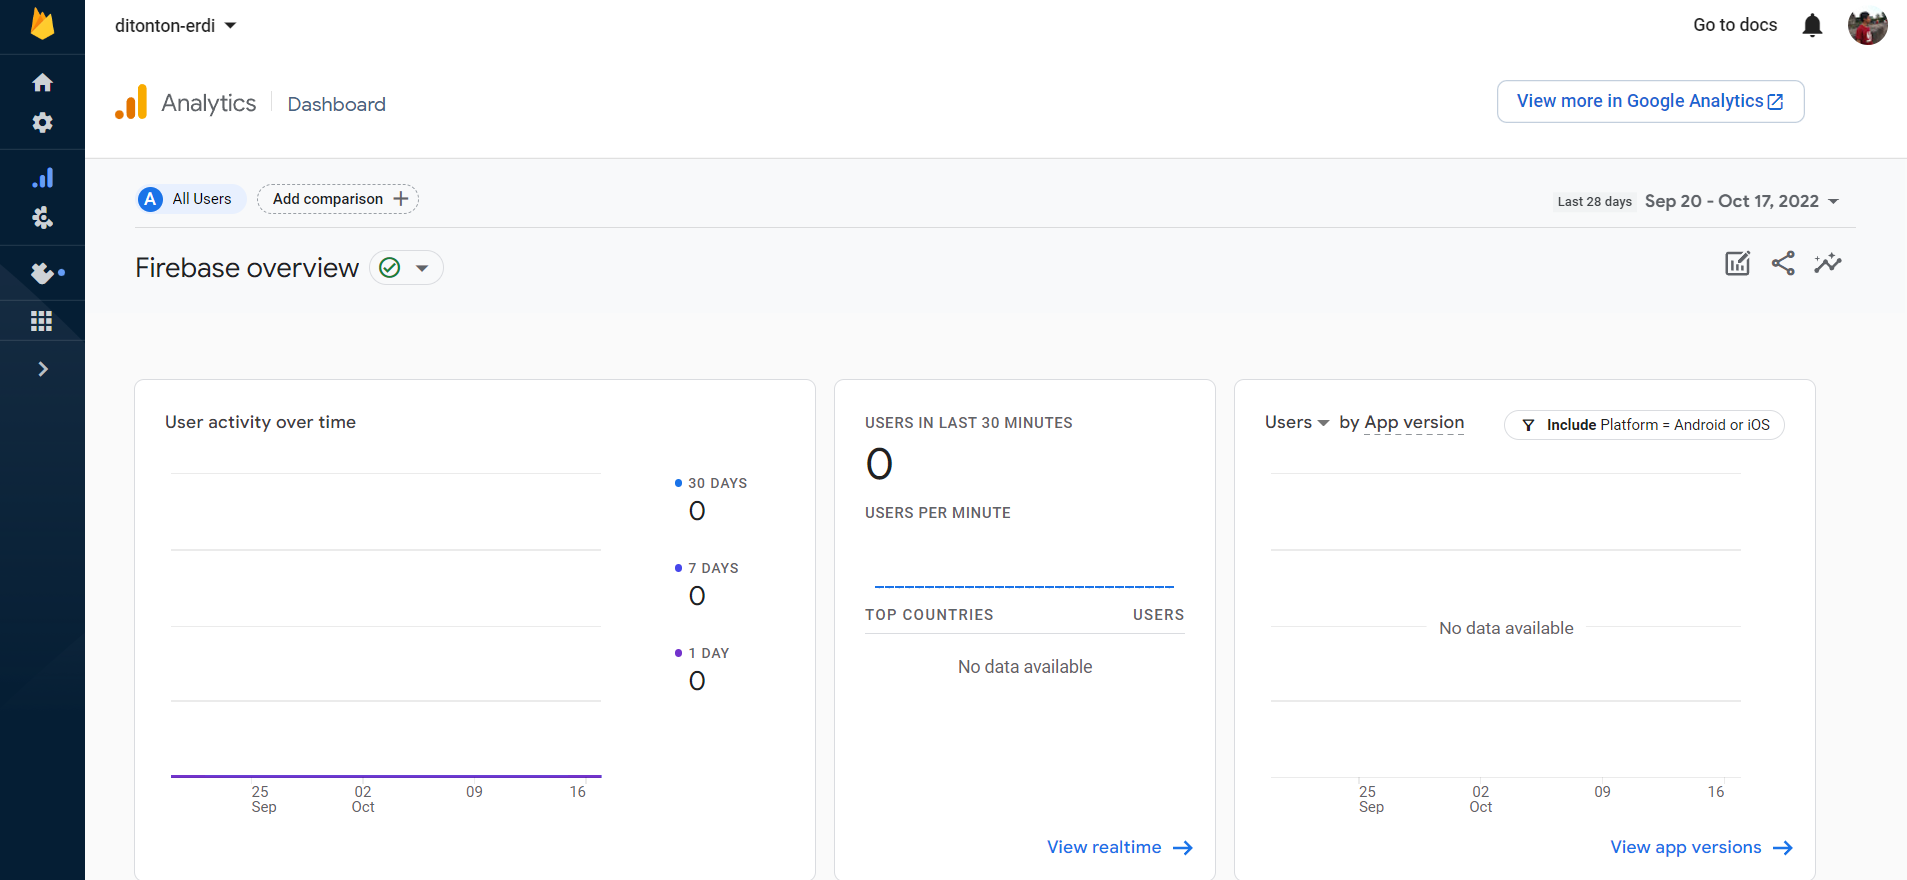 ditonton-erdi
Go to docs
Analytics
Dashboard
View more in Google Analytics
A All Users
Add comparison
Last 28 days Sep 20 - Oct 17, 2022
Firebase overview
User activity over time
30 DAYS
0
7 DAYS
0
1 DAY
0
25 Sep
02 Oct
09
16
USERS IN LAST 30 MINUTES
0
USERS PER MINUTE
TOP COUNTRIES USERS
No data available
View realtime
Users by App version
Include Platform = Android or iOS
No data available
25 Sep
02 Oct
09
16
View app versions